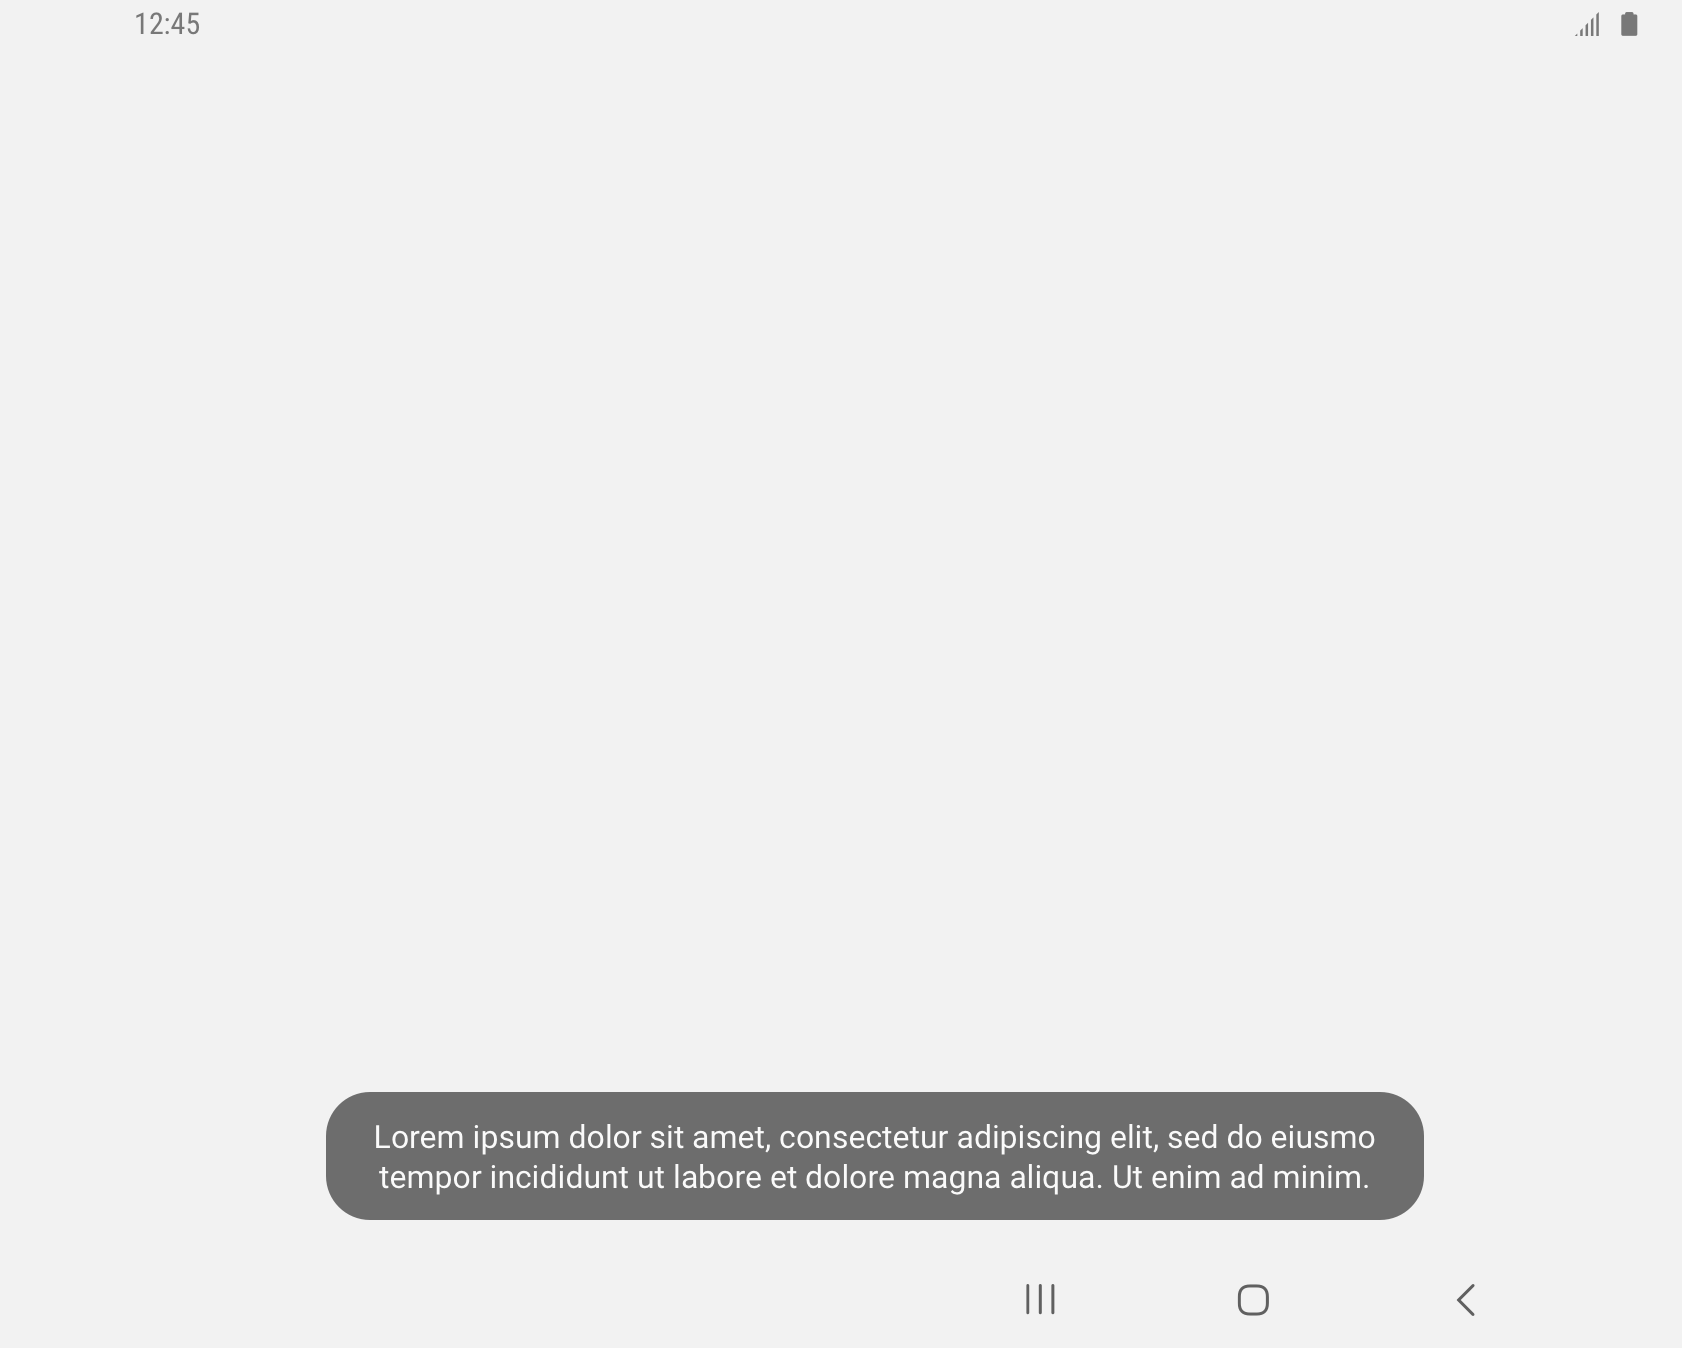 12:45
Lorem ipsum dolor sit amet, consectetur adipiscing elit, sed do eiusmo
tempor incididunt ut labore et dolore magna aliqua. Ut enim ad minim.